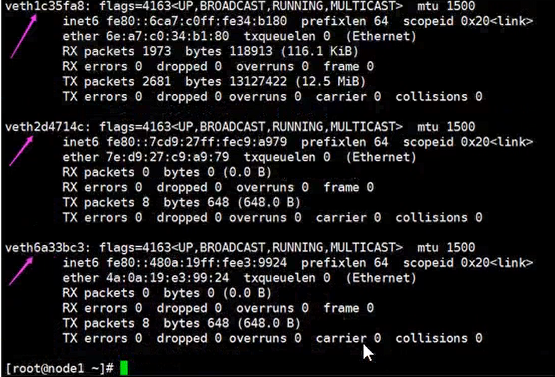 veth1c35fa8: flags=4163<UP,BROADCAST,RUNNING,MULTICAST>  mtu 1500
inet6 fe80::6ca7:c0ff:fe34:b180  prefixlen 64  scopeid 0x20<link>
ether 6e:a7:c0:34:b1:80  txqueuelen 0  (Ethernet)
RX packets 1973  bytes 118913 (116.1 KiB)
RX errors 0  dropped 0  overruns 0  frame 0
TX packets 2681  bytes 13127422 (12.5 MiB)
TX errors 0  dropped 0 overruns 0  carrier 0  collisions 0
veth2d4714c: flags=4163<UP,BROADCAST,RUNNING,MULTICAST>  mtu 1500
inet6 fe80::7cd9:27ff:fec9:a979  prefixlen 64  scopeid 0x20<link>
ether 7e:d9:27:c9:a9:79  txqueuelen 0  (Ethernet)
RX packets 0  bytes 0 (0.0 B)
RX errors 0  dropped 0  overruns 0  frame 0
TX packets 8  bytes 648 (648.0 B)
TX errors 0  dropped 0 overruns 0  carrier 0  collisions 0
veth6a33bc3: flags=4163<UP,BROADCAST,RUNNING,MULTICAST>  mtu 1500
inet6 fe80::480a:19ff:fee3:9924  prefixlen 64  scopeid 0x20<link>
ether 4a:0a:19:e3:99:24  txqueuelen 0  (Ethernet)
RX packets 0  bytes 0 (0.0 B)
RX errors 0  dropped 0  overruns 0  frame 0
TX packets 8  bytes 648 (648.0 B)
TX errors 0  dropped 0 overruns 0  carrier 0  collisions 0
[root@node1 ~]#